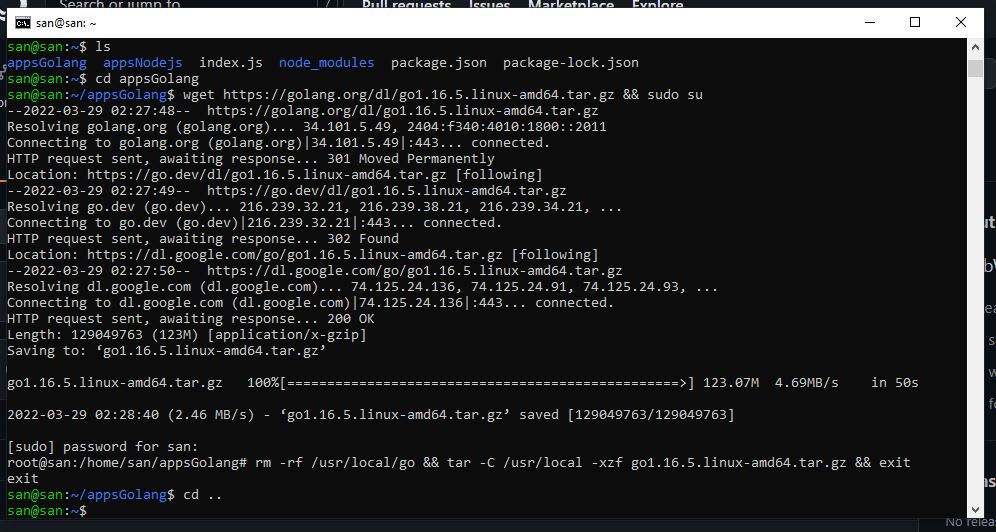 Search or jump to
Pull requests Issues Marketplace Explore
san@san: ~
san@san:~$ ls
appsGolang appsNodejs index.js node_modules package.json package-lock.json
san@san:~$ cd appsGolang
san@san:~/appsGolang$ wget https://golang.org/dl/go1.16.5.linux-amd64.tar.gz && sudo su
--2022-03-29 02:27:48-- https://golang.org/dl/go1.16.5.linux-amd64.tar.gz
Resolving golang.org (golang.org)... 34.101.5.49, 2404:f340:4010:1800::2011
Connecting to golang.org (golang.org)|34.101.5.49|:443... connected.
HTTP request sent, awaiting response... 301 Moved Permanently
Location: https://go.dev/dl/go1.16.5.linux-amd64.tar.gz [following]
--2022-03-29 02:27:49-- https://go.dev/dl/go1.16.5.linux-amd64.tar.gz
Resolving go.dev (go.dev)... 216.239.32.21, 216.239.38.21, 216.239.34.21, ...
Connecting to go.dev (go.dev)|216.239.32.21|:443... connected.
HTTP request sent, awaiting response... 302 Found
Location: https://dl.google.com/go/go1.16.5.linux-amd64.tar.gz [following]
--2022-03-29 02:27:50-- https://dl.google.com/go/go1.16.5.linux-amd64.tar.gz
Resolving dl.google.com (dl.google.com)... 74.125.24.136, 74.125.24.91, 74.125.24.93, ...
Connecting to dl.google.com (dl.google.com)|74.125.24.136|:443... connected.
HTTP request sent, awaiting response... 200 OK
Length: 129049763 (123M) [application/x-gzip]
Saving to: ‘go1.16.5.linux-amd64.tar.gz’
go1.16.5.linux-amd64.tar.gz 100%[=================================================>] 123.07M 4.69MB/s in 50s
2022-03-29 02:28:40 (2.46 MB/s) - ‘go1.16.5.linux-amd64.tar.gz’ saved [129049763/129049763]
[sudo] password for san:
root@san:/home/san/appsGolang# rm -rf /usr/local/go && tar -C /usr/local -xzf go1.16.5.linux-amd64.tar.gz && exit
exit
san@san:~/appsGolang$ cd ..
san@san:~$
No relea